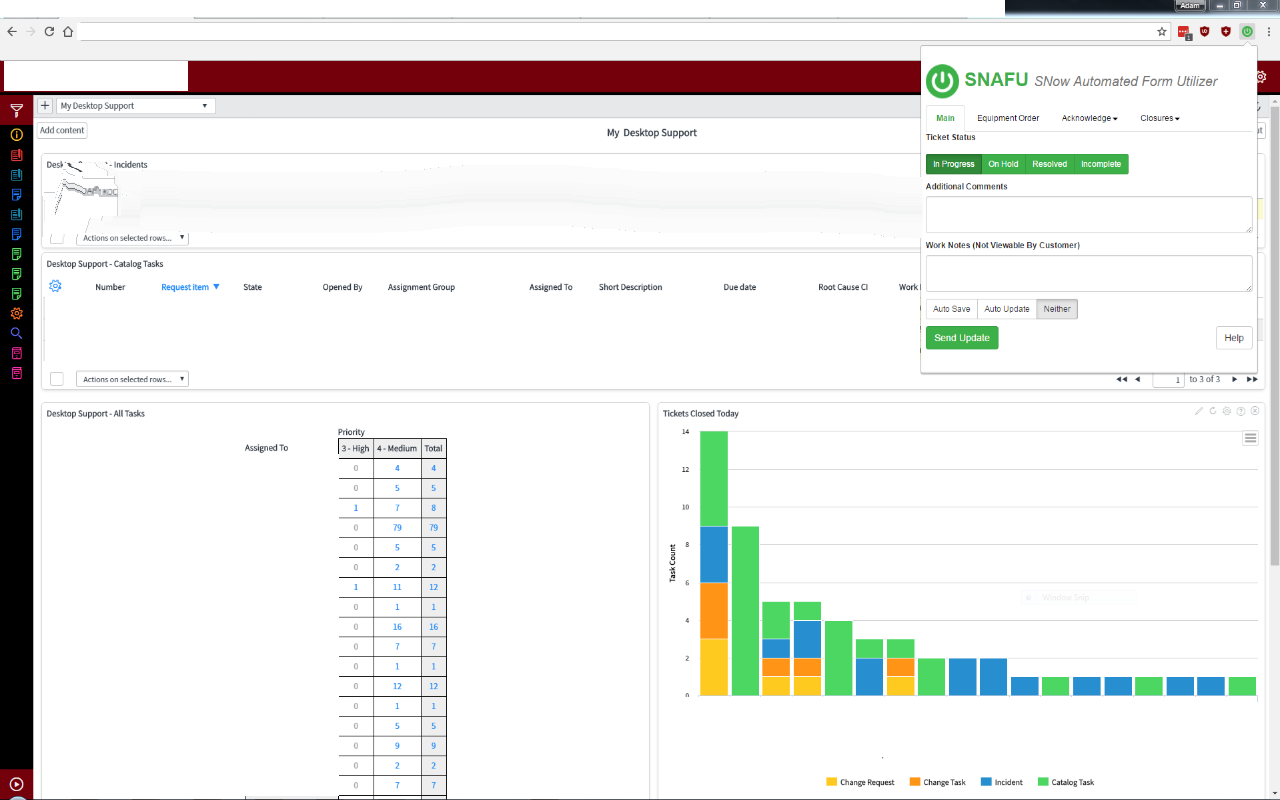 Adam
1
SNAFU SNow Automated Form Utilizer
Main Equipment Order Acknowledge Closures
Ticket Status
In Progress On Hold Resolved Incomplete
Additional Comments
Work Notes (Not Viewable By Customer)
Auto Save Auto Update Neither
Send Update Help
My Desktop Support
Add content
My Desktop Support
- Incidents
Actions on selected rows...
Desktop Support - Catalog Tasks
Number Request item State Opened By Assignment Group Assigned To Short Description Due date Root Cause CI Work
Actions on selected rows...
1 to 3 of 3
Desktop Support - All Tasks
Priority
Assigned To 3 - High 4 - Medium Total
0 4 4
0 5 5
1 7 8
0 79 79
0 5 5
0 2 2
1 11 12
0 1 1
0 16 16
0 7 7
0 1 1
0 12 12
0 1 1
0 5 5
0 9 9
0 2 2
0 7 7
Tickets Closed Today
14
12
10
8
6
4
2
0
Task Count
Window Snip
Change Request Change Task Incident Catalog Task